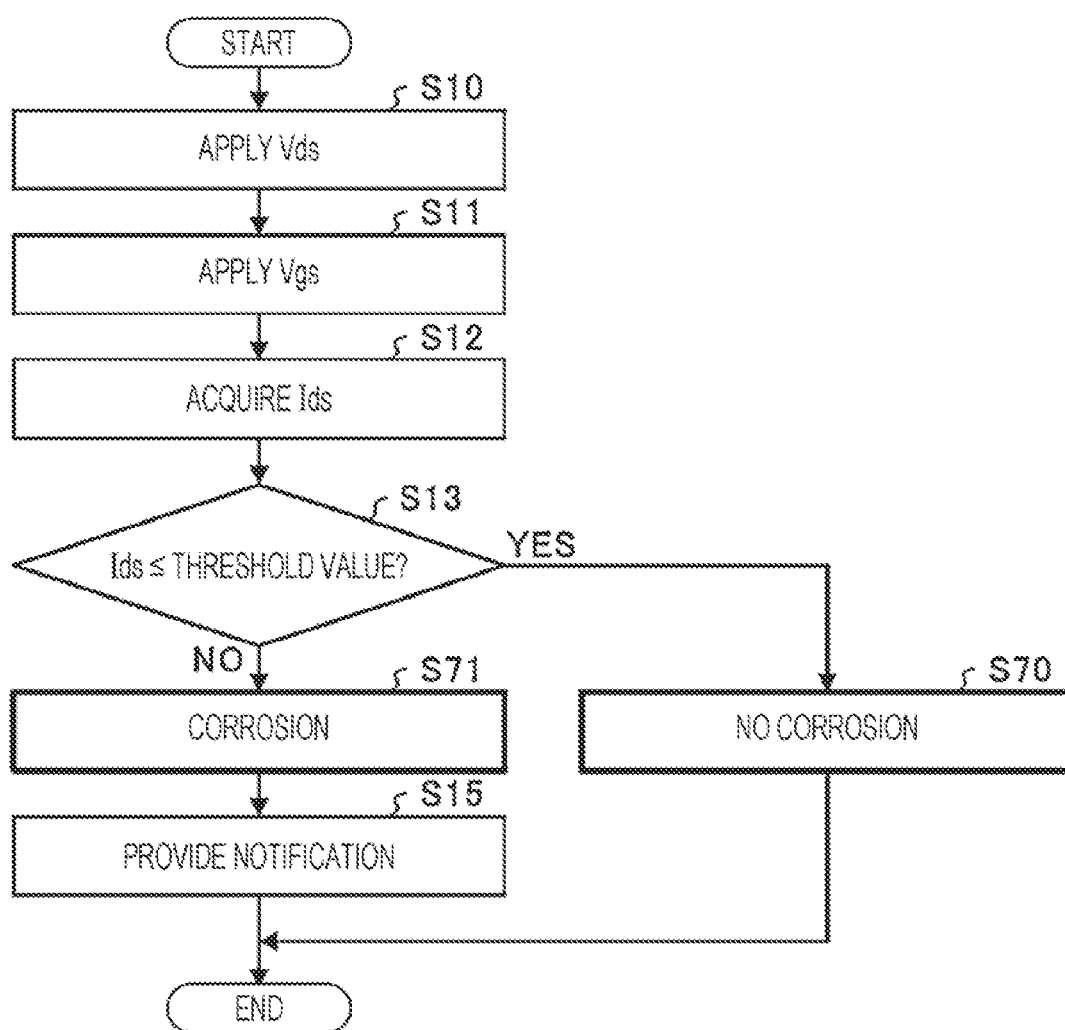 START
S10
APPLY Vds
S11
APPLY Vgs
S12
ACQUIRE Ids
S13
Ids ≤ THRESHOLD VALUE?
YES
NO
S71
CORROSION
S70
NO CORROSION
S15
PROVIDE NOTIFICATION
END